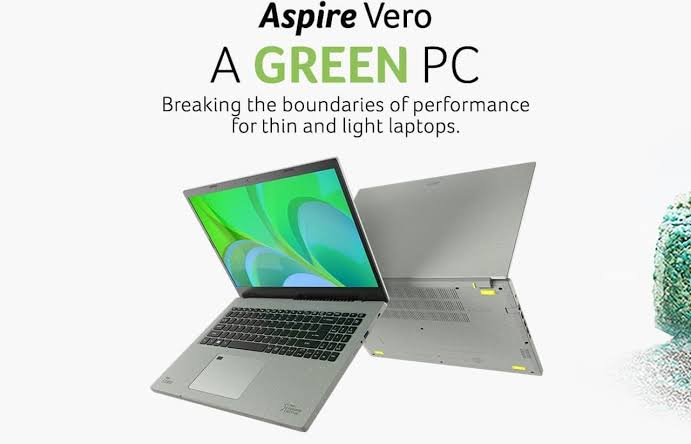 Aspire Vero
A GREEN PC
Breaking the boundaries of performance
for thin and light laptops.